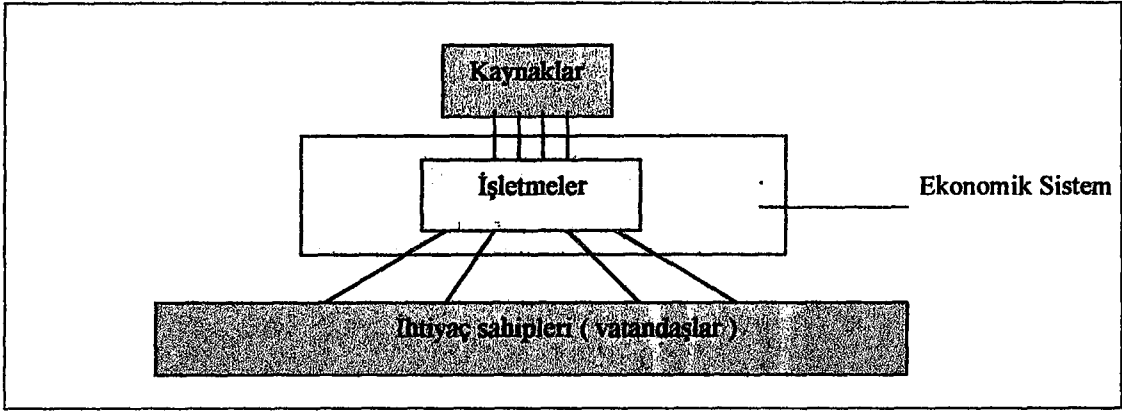 Kaynaklar
İşletmeler
Ekonomik Sistem
İhtiyaç sahipleri ( vatandaşlar )